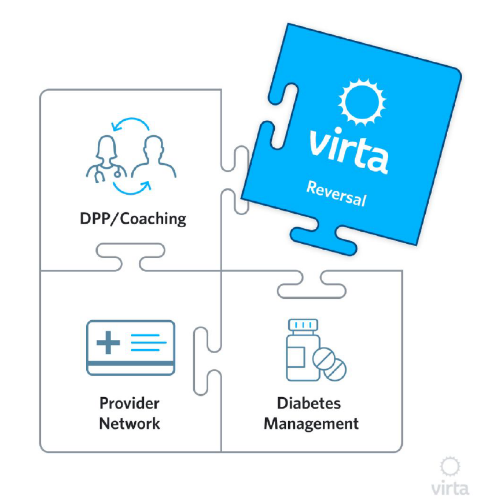 virta
Reversal
DPP/Coaching
Provider
Network
Diabetes
Management
virta